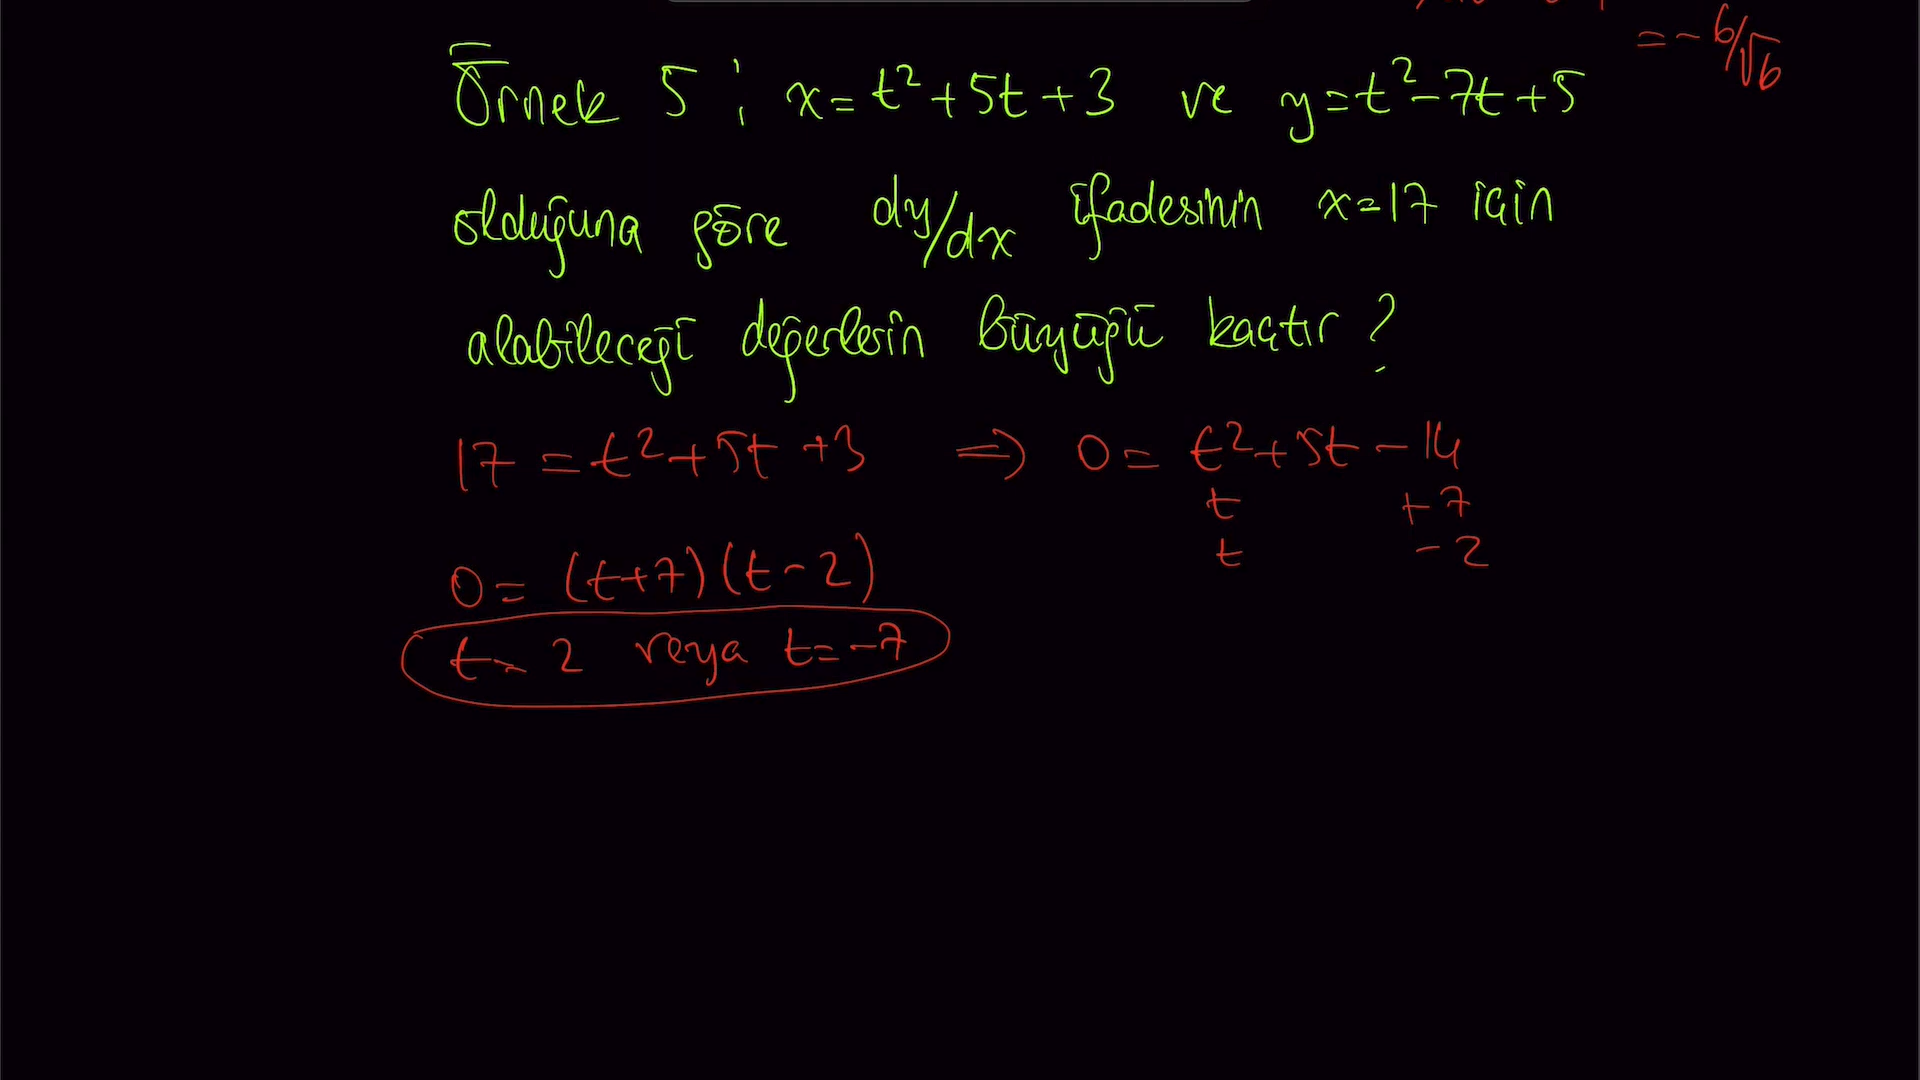 = - 6/√6
Örnek 5 ; x = t² + 5t + 3 ve y = t² - 7t + 5
olduğuna göre dy/dx ifadesinin x = 17 için
alabileceği değerlerin büyüğü kaçtır ?
17 = t² + 5t + 3 ⇒ 0 = t² + 5t - 14
t + 7
t - 2
0 = (t+7)(t-2)
t = 2 veya t = -7